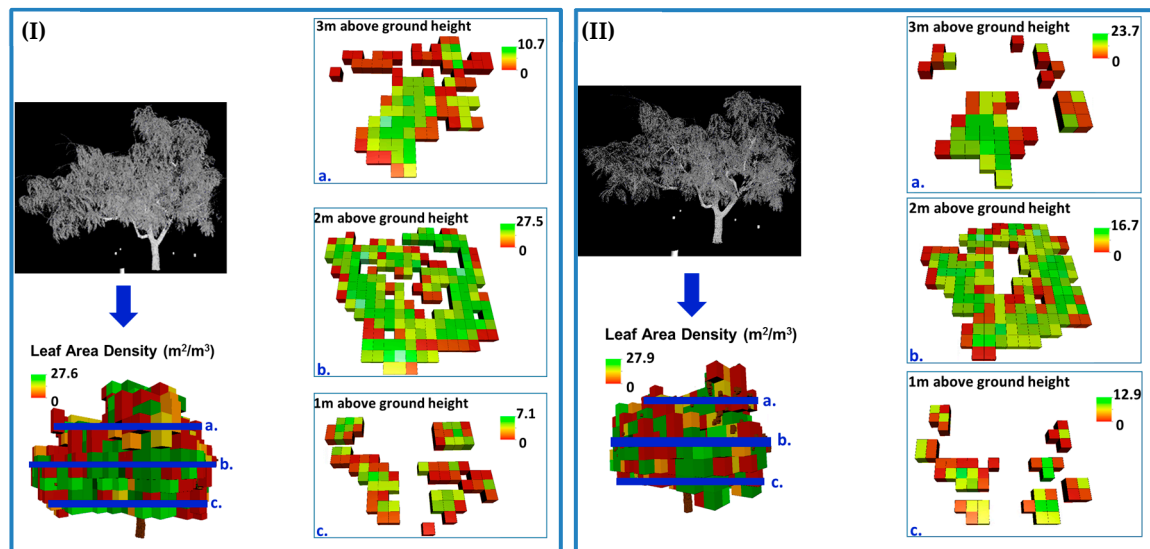 (I)
3m above ground height
10.7
0
a.
2m above ground height
27.5
0
b.
1m above ground height
7.1
0
c.
Leaf Area Density (m²/m³)
27.6
0
a.
b.
c.
(II)
3m above ground height
23.7
0
a.
2m above ground height
16.7
0
b.
1m above ground height
12.9
0
c.
Leaf Area Density (m²/m³)
27.9
0
a.
b.
c.